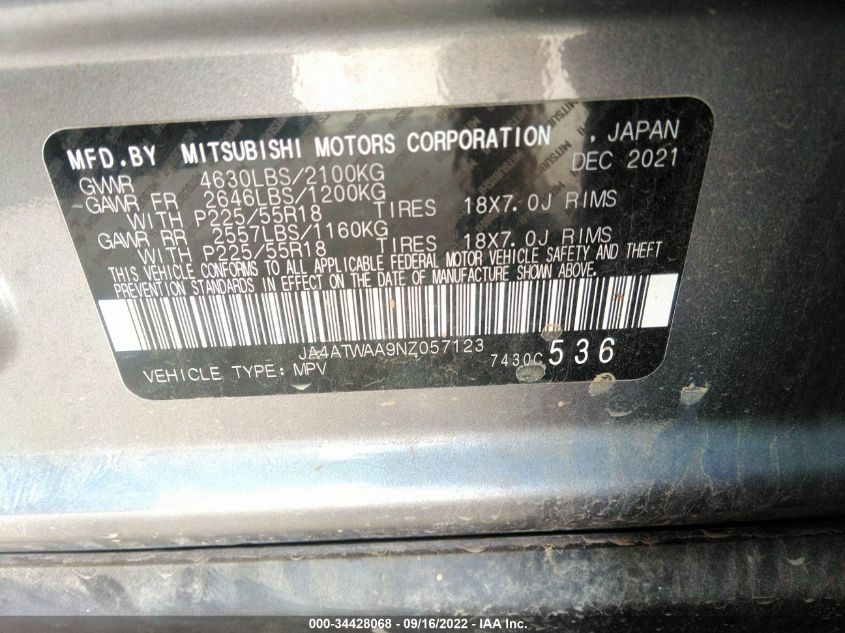 MFD.BY MITSUBISHI MOTORS CORPORATION , JAPAN
DEC 2021
GVWR 4630LBS/2100KG
GAWR FR 2646LBS/1200KG
WITH P225/55R18 TIRES 18X7.0J RIMS
GAWR RR 2557LBS/1160KG
WITH P225/55R18 TIRES 18X7.0J RIMS
THIS VEHICLE CONFORMS TO ALL APPLICABLE FEDERAL MOTOR VEHICLE SAFETY AND THEFT
PREVENTION STANDARDS IN EFFECT ON THE DATE OF MANUFACTURE SHOWN ABOVE.
JA4ATWAA9NZ057123
7430C 536
VEHICLE TYPE: MPV
000-34428068 - 09/16/2022 - IAA Inc.